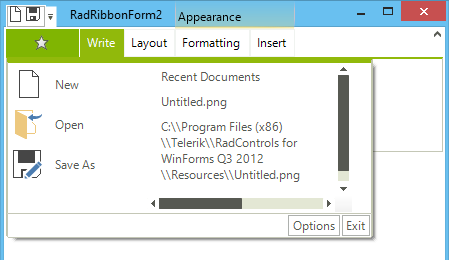 RadRibbonForm2
Appearance
Write Layout Formatting Insert
New
Open
Save As
Recent Documents
Untitled.png
C:\\Program Files (x86)
\\Telerik\\RadControls for
WinForms Q3 2012
\\Resources\\Untitled.png
Options Exit